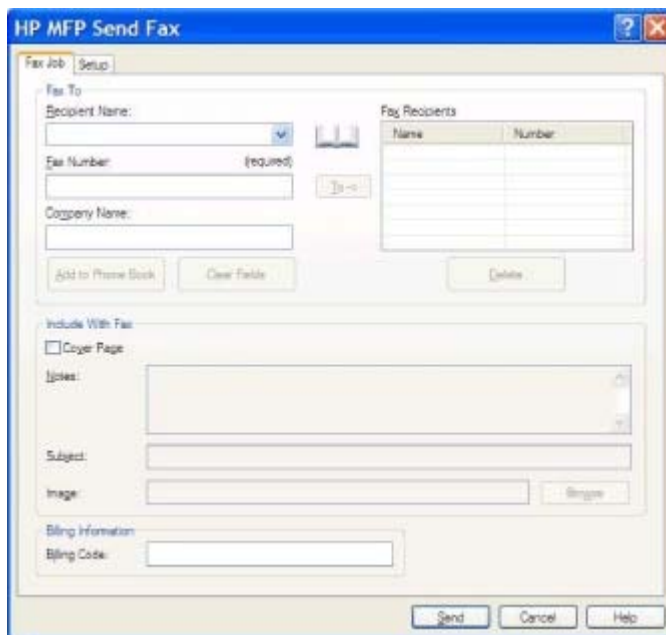 HP MFP Send Fax
Fax Job Setup
Fax To
Recipient Name:
Fax Number: (required)
Company Name:
Add to Phone Book Clear Fields
To ->
Fax Recipients
Name Number
Delete
Include With Fax
Cover Page
Notes:
Subject:
Image: Browse
Billing Information
Billing Code:
Send Cancel Help